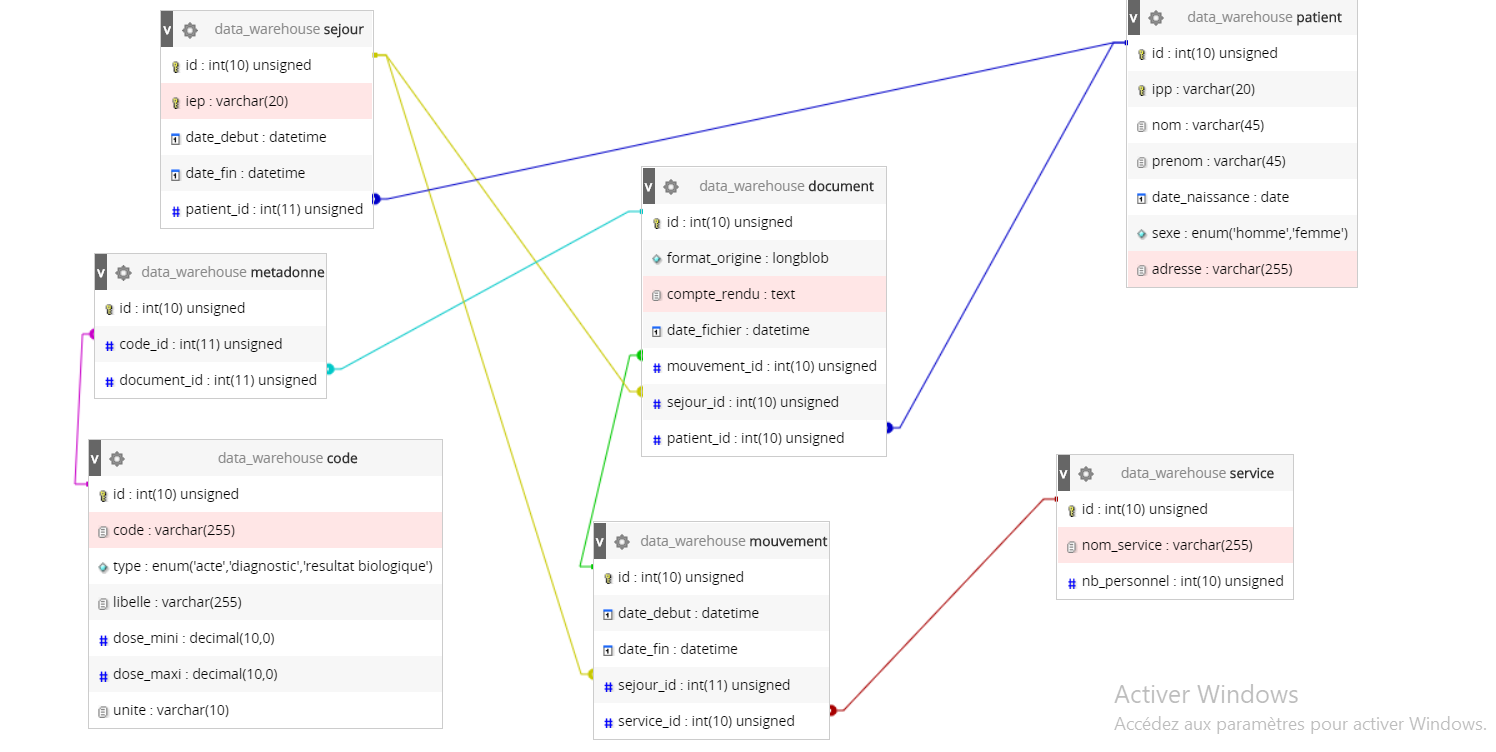 v data_warehouse sejour
id : int(10) unsigned
iep : varchar(20)
date_debut : datetime
date_fin : datetime
patient_id : int(11) unsigned
v data_warehouse patient
id : int(10) unsigned
ipp : varchar(20)
nom : varchar(45)
prenom : varchar(45)
date_naissance : date
sexe : enum('homme','femme')
adresse : varchar(255)
v data_warehouse document
id : int(10) unsigned
format_origine : longblob
compte_rendu : text
date_fichier : datetime
mouvement_id : int(10) unsigned
sejour_id : int(10) unsigned
patient_id : int(10) unsigned
v data_warehouse metadonne
id : int(10) unsigned
code_id : int(11) unsigned
document_id : int(11) unsigned
v data_warehouse code
id : int(10) unsigned
code : varchar(255)
type : enum('acte','diagnostic','resultat biologique')
libelle : varchar(255)
dose_mini : decimal(10,0)
dose_maxi : decimal(10,0)
unite : varchar(10)
v data_warehouse mouvement
id : int(10) unsigned
date_debut : datetime
date_fin : datetime
sejour_id : int(11) unsigned
service_id : int(10) unsigned
v data_warehouse service
id : int(10) unsigned
nom_service : varchar(255)
nb_personnel : int(10) unsigned
Activer Windows
Accédez aux paramètres pour activer Windows.